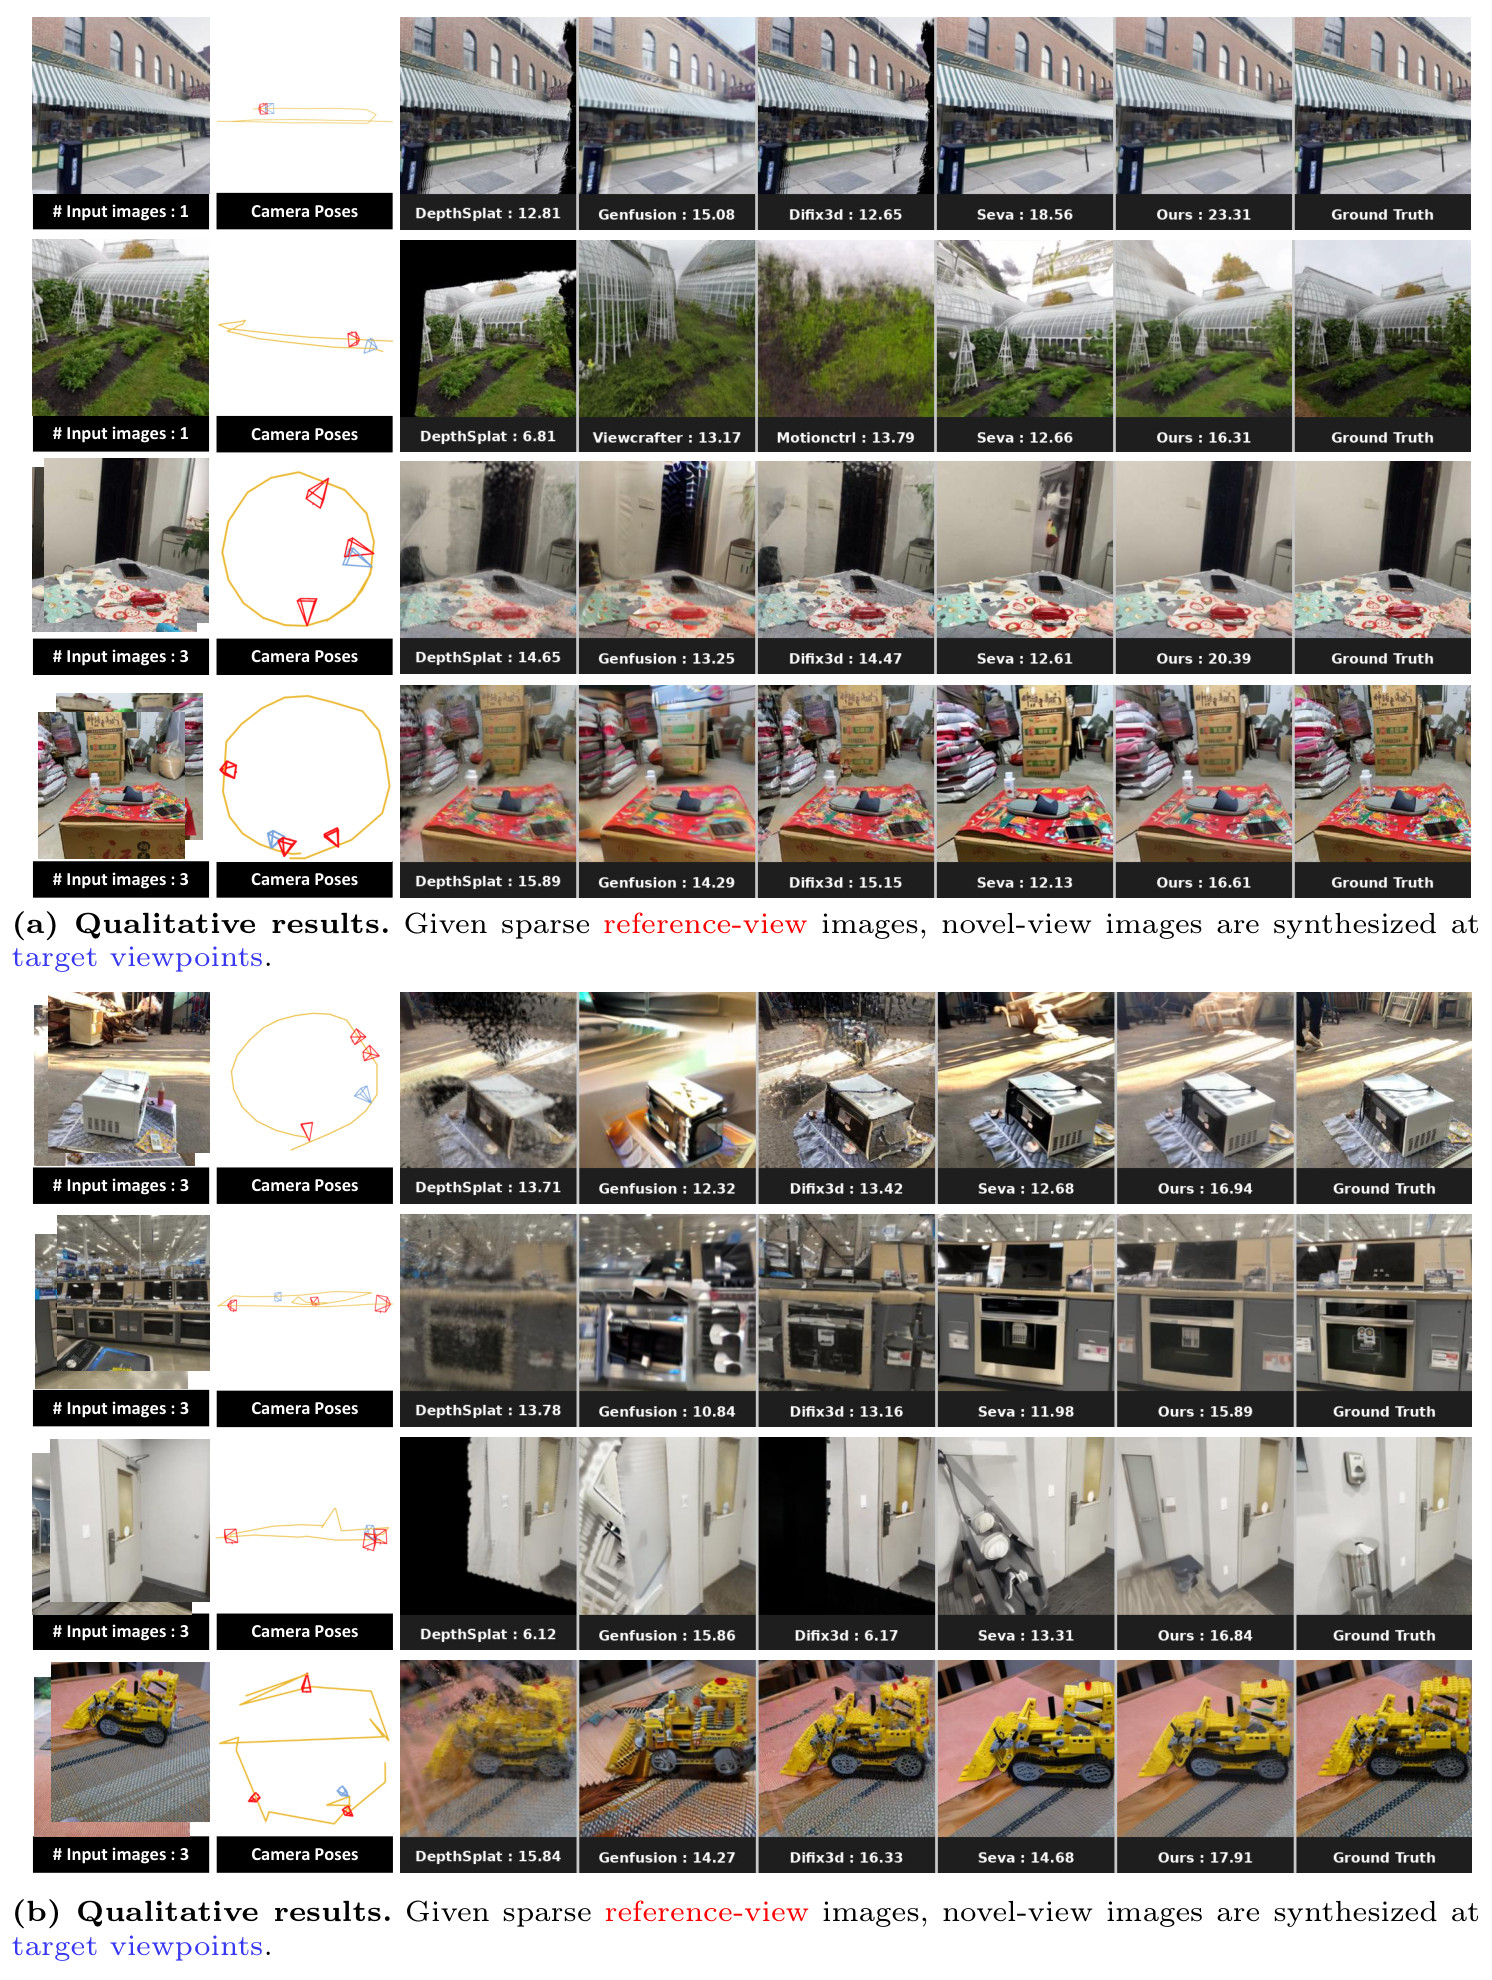 # Input images : 1
Camera Poses
DepthSplat : 12.81
Genfusion : 15.08
Difix3d : 12.65
Seva : 18.56
Ours : 23.31
Ground Truth
# Input images : 1
Camera Poses
DepthSplat : 6.81
Viewcrafter : 13.17
Motionctrl : 13.79
Seva : 12.66
Ours : 16.31
Ground Truth
# Input images : 3
Camera Poses
DepthSplat : 14.65
Genfusion : 13.25
Difix3d : 14.47
Seva : 12.61
Ours : 20.39
Ground Truth
# Input images : 3
Camera Poses
DepthSplat : 15.89
Genfusion : 14.29
Difix3d : 15.15
Seva : 12.13
Ours : 16.61
Ground Truth
(a) Qualitative results. Given sparse reference-view images, novel-view images are synthesized at
target viewpoints.
# Input images : 3
Camera Poses
DepthSplat : 13.71
Genfusion : 12.32
Difix3d : 13.42
Seva : 12.68
Ours : 16.94
Ground Truth
# Input images : 3
Camera Poses
DepthSplat : 13.78
Genfusion : 10.84
Difix3d : 13.16
Seva : 11.98
Ours : 15.89
Ground Truth
# Input images : 3
Camera Poses
DepthSplat : 6.12
Genfusion : 15.86
Difix3d : 6.17
Seva : 13.31
Ours : 16.84
Ground Truth
# Input images : 3
Camera Poses
DepthSplat : 15.84
Genfusion : 14.27
Difix3d : 16.33
Seva : 14.68
Ours : 17.91
Ground Truth
(b) Qualitative results. Given sparse reference-view images, novel-view images are synthesized at
target viewpoints.